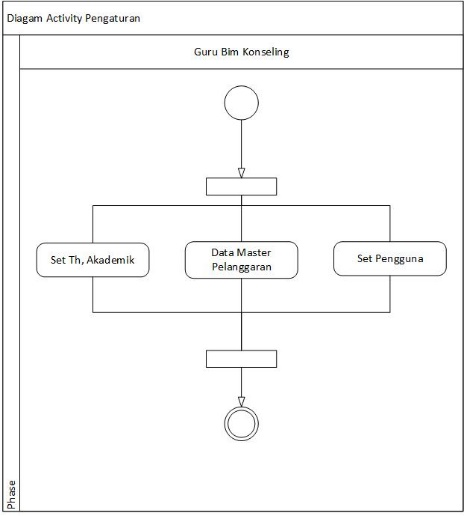 Diagam Activity Pengaturan
Guru Bim Konseling
Set Th, Akademik
Data Master
Pelanggaran
Set Pengguna
Phase